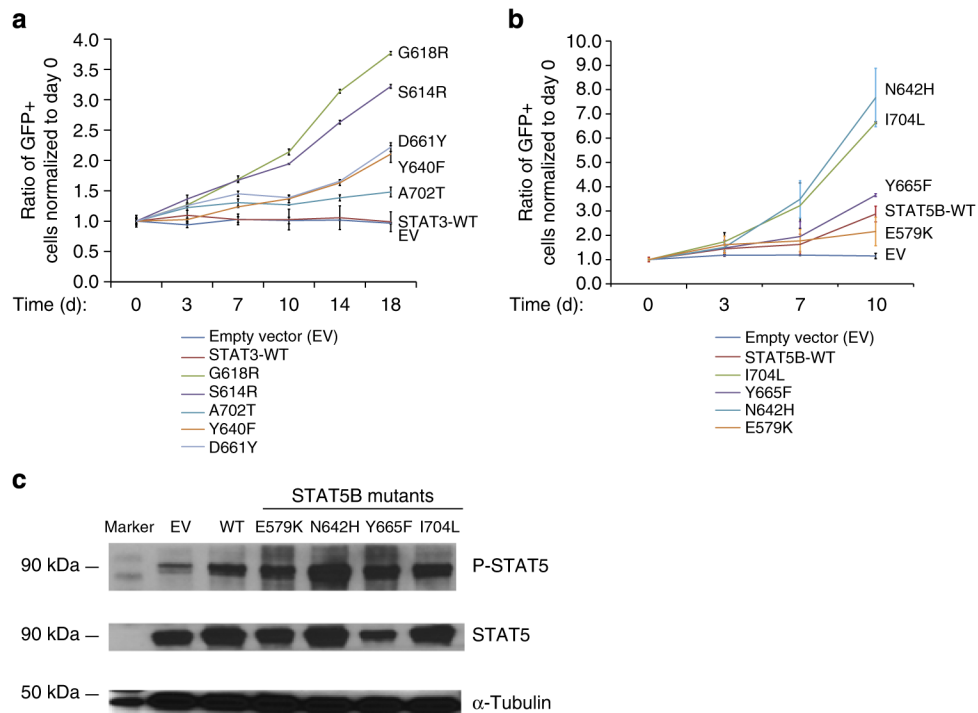 a
Ratio of GFP+
cells normalized to day 0
4.0
3.5
3.0
2.5
2.0
1.5
1.0
0.5
0.0
G618R
S614R
D661Y
Y640F
A702T
STAT3-WT
EV
Time (d): 0 3 7 10 14 18
Empty vector (EV)
STAT3-WT
G618R
S614R
A702T
Y640F
D661Y
b
Ratio of GFP+
cells normalized to day 0
10.0
9.0
8.0
7.0
6.0
5.0
4.0
3.0
2.0
1.0
0.0
N642H
I704L
Y665F
STAT5B-WT
E579K
EV
Time (d): 0 3 7 10
Empty vector (EV)
STAT5B-WT
I704L
Y665F
N642H
E579K
c
STAT5B mutants
Marker EV WT E579K N642H Y665F I704L
90 kDa P-STAT5
90 kDa STAT5
50 kDa α-Tubulin